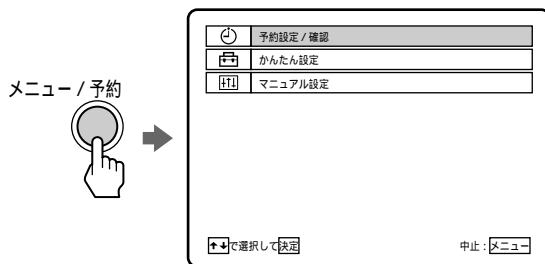 メニュー / 予約
予約設定 / 確認
かんたん設定
マニュアル設定
↑↓で選択して決定
中止 : メニュー